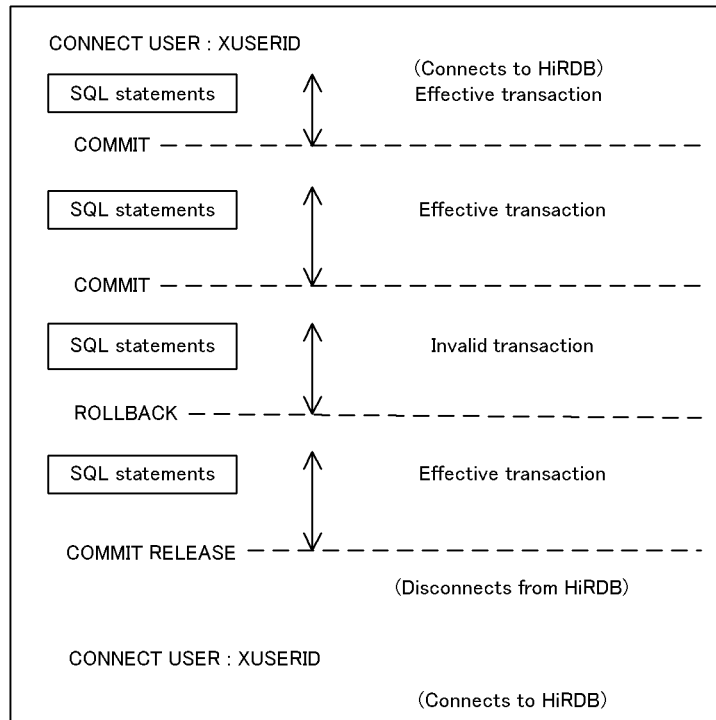 CONNECT USER : XUSERID
(Connects to HiRDB)
SQL statements
Effective transaction
COMMIT
SQL statements
Effective transaction
COMMIT
SQL statements
Invalid transaction
ROLLBACK
SQL statements
Effective transaction
COMMIT RELEASE
(Disconnects from HiRDB)
CONNECT USER : XUSERID
(Connects to HiRDB)